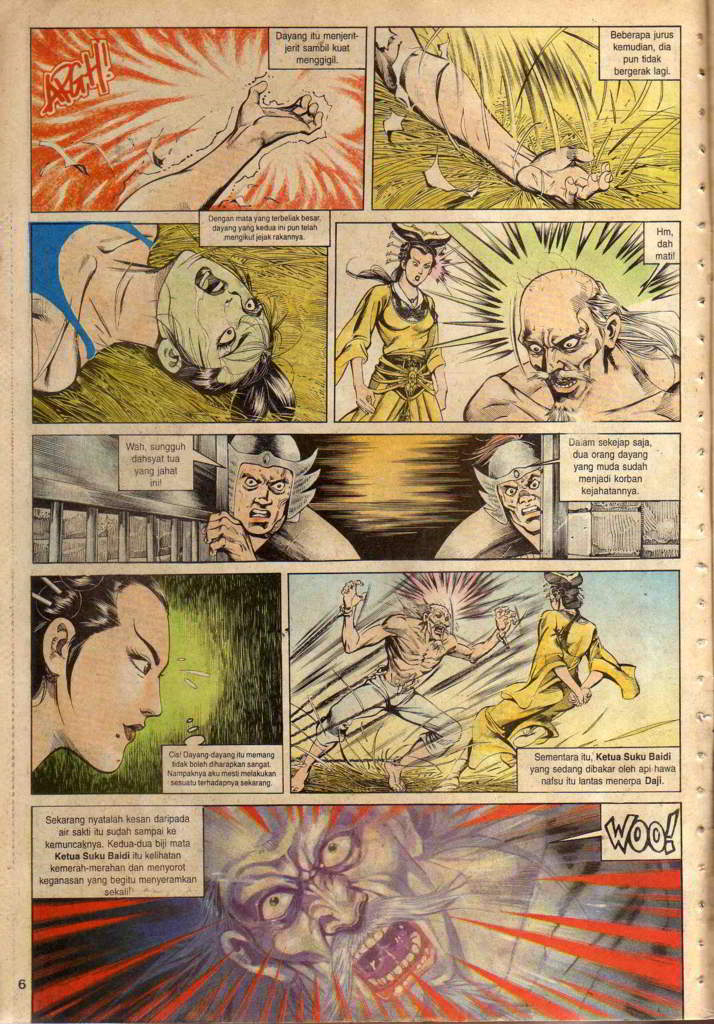 ARGH!
Dayang itu menjerit-
jerit sambil kuat
menggigil.
Beberapa jurus
kemudian, dia
pun tidak
bergerak lagi.
Dengan mata yang terbeliak besar,
dayang yang kedua ini pun telah
mengikut jejak rakannya.
Hm,
dah
mati!
Wah, sungguh
dahsyat tua
yang jahat
ini!
Dalam sekejap saja,
dua orang dayang
yang muda sudah
menjadi korban
kejahatannya.
Cis! Dayang-dayang itu memang
tidak boleh diharapkan sangat.
Nampaknya aku mesti melakukan
sesuatu terhadapnya sekarang.
Sementara itu, Ketua Suku Baidi
yang sedang dibakar oleh api hawa
nafsu itu lantas menerpa Daji.
Sekarang nyatalah kesan daripada
air sakti itu sudah sampai ke
kemuncaknya. Kedua-dua biji mata
Ketua Suku Baidi itu kelihatan
kemerah-merahan dan menyorot
keganasan yang begitu menyeramkan
sekali!
WOO!
6